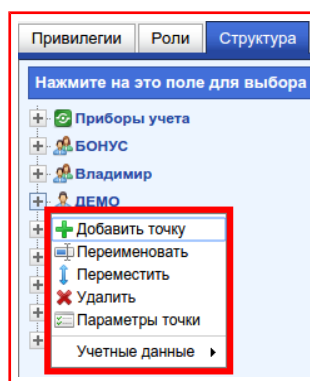 Привилегии Роли Структура
Нажмите на это поле для выбора
Приборы учета
БОНУС
Владимир
ДЕМО
Добавить точку
Переименовать
Переместить
Удалить
Параметры точки
Учетные данные